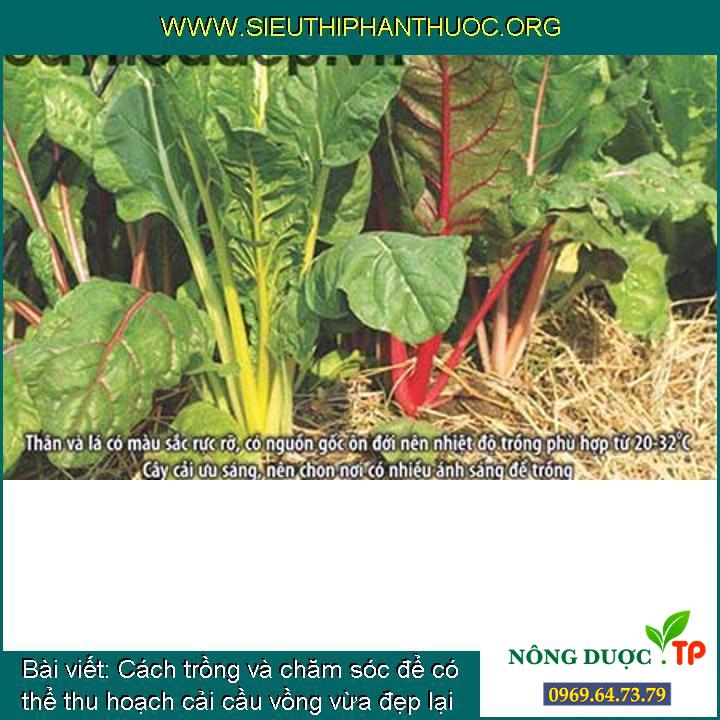 WWW.SIEUTHIPHANTHUOC.ORG
Thân và lá có màu sắc rực rỡ, có nguồn gốc ôn đới nên nhiệt độ trồng phù hợp từ 20-32°C
Cây cải ưu sáng, nên chọn nơi có nhiều ánh sáng để trồng
NÔNG DƯỢC TP
0969.64.73.79
Bài viết: Cách trồng và chăm sóc để có
thể thu hoạch cải cầu vồng vừa đẹp lại